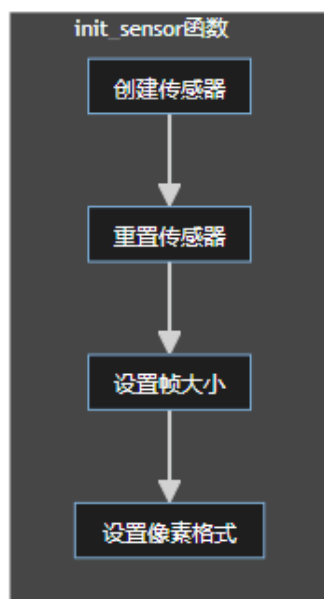 init_sensor函数
创建传感器
重置传感器
设置帧大小
设置像素格式